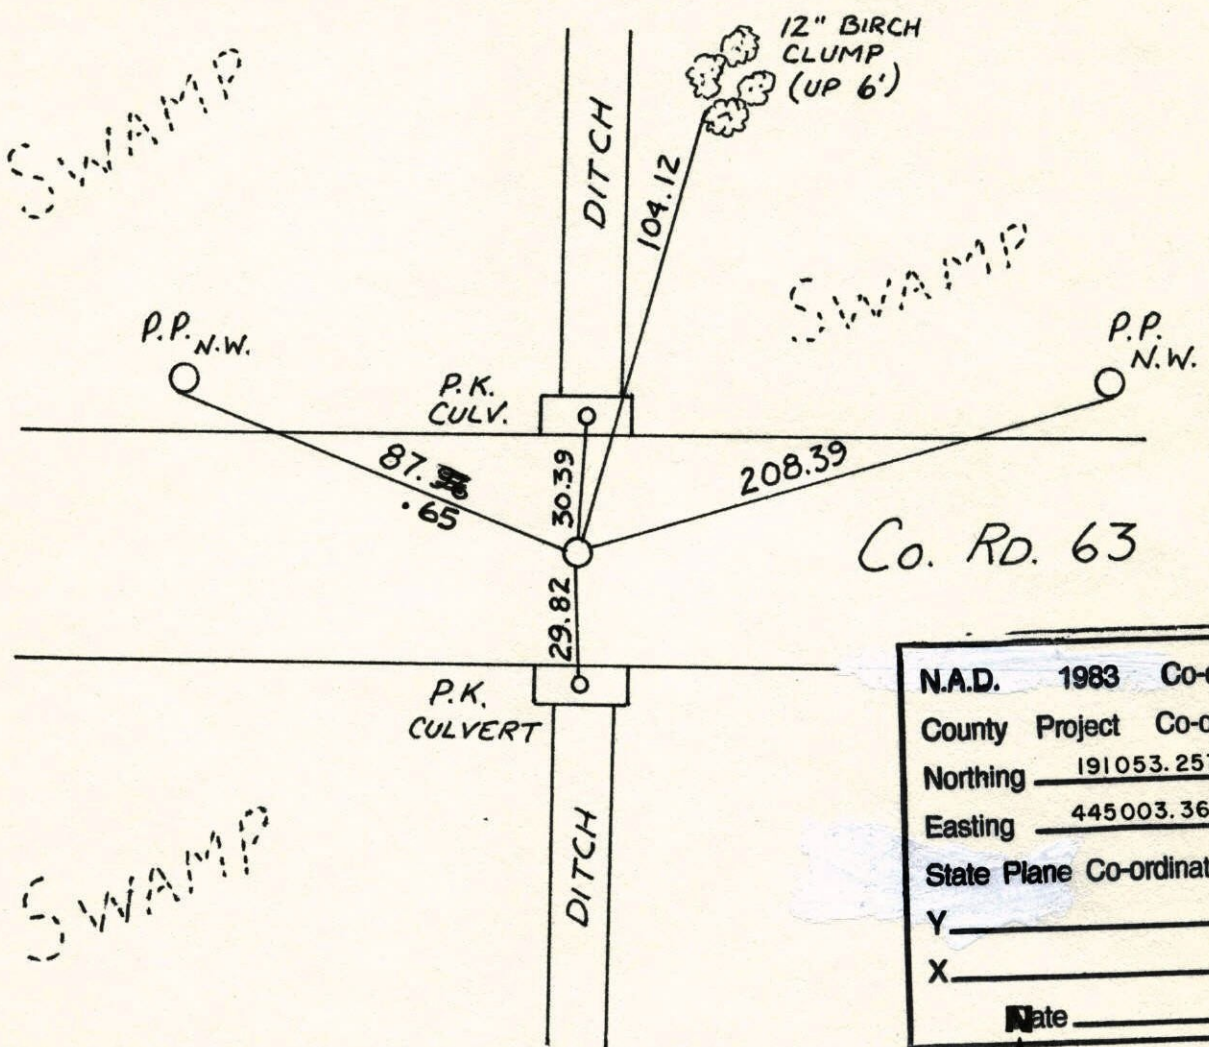 12" BIRCH
CLUMP
(UP 6')
SWAMP
DITCH
104.12
SWAMP
P.P.
N.W.
P.P.
N.W.
P.K.
CULV.
87.
.65
30.39
208.39
Co. RD. 63
29.82
P.K.
CULVERT
DITCH
SWAMP
N.A.D. 1983 Co-
County Project Co-
Northing 191053.25
Easting 445003.36
State Plane Co-ordinat
Y
X
N
ate